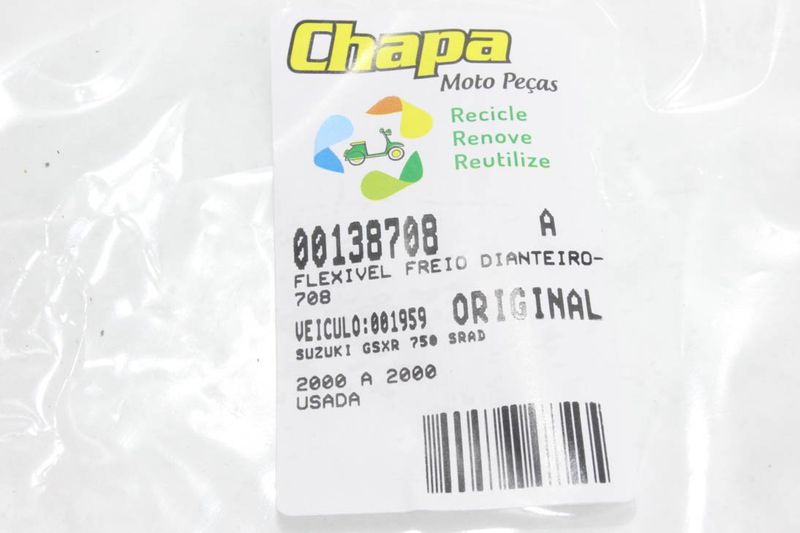 Chapa
Moto Peças
Recicle
Renove
Reutilize
00138708 A
FLEXIVEL FREIO DIANTEIRO-
708
VEICULO:001959 ORIGINAL
SUZUKI GSXR 750 SRAD
2000 A 2000
USADA